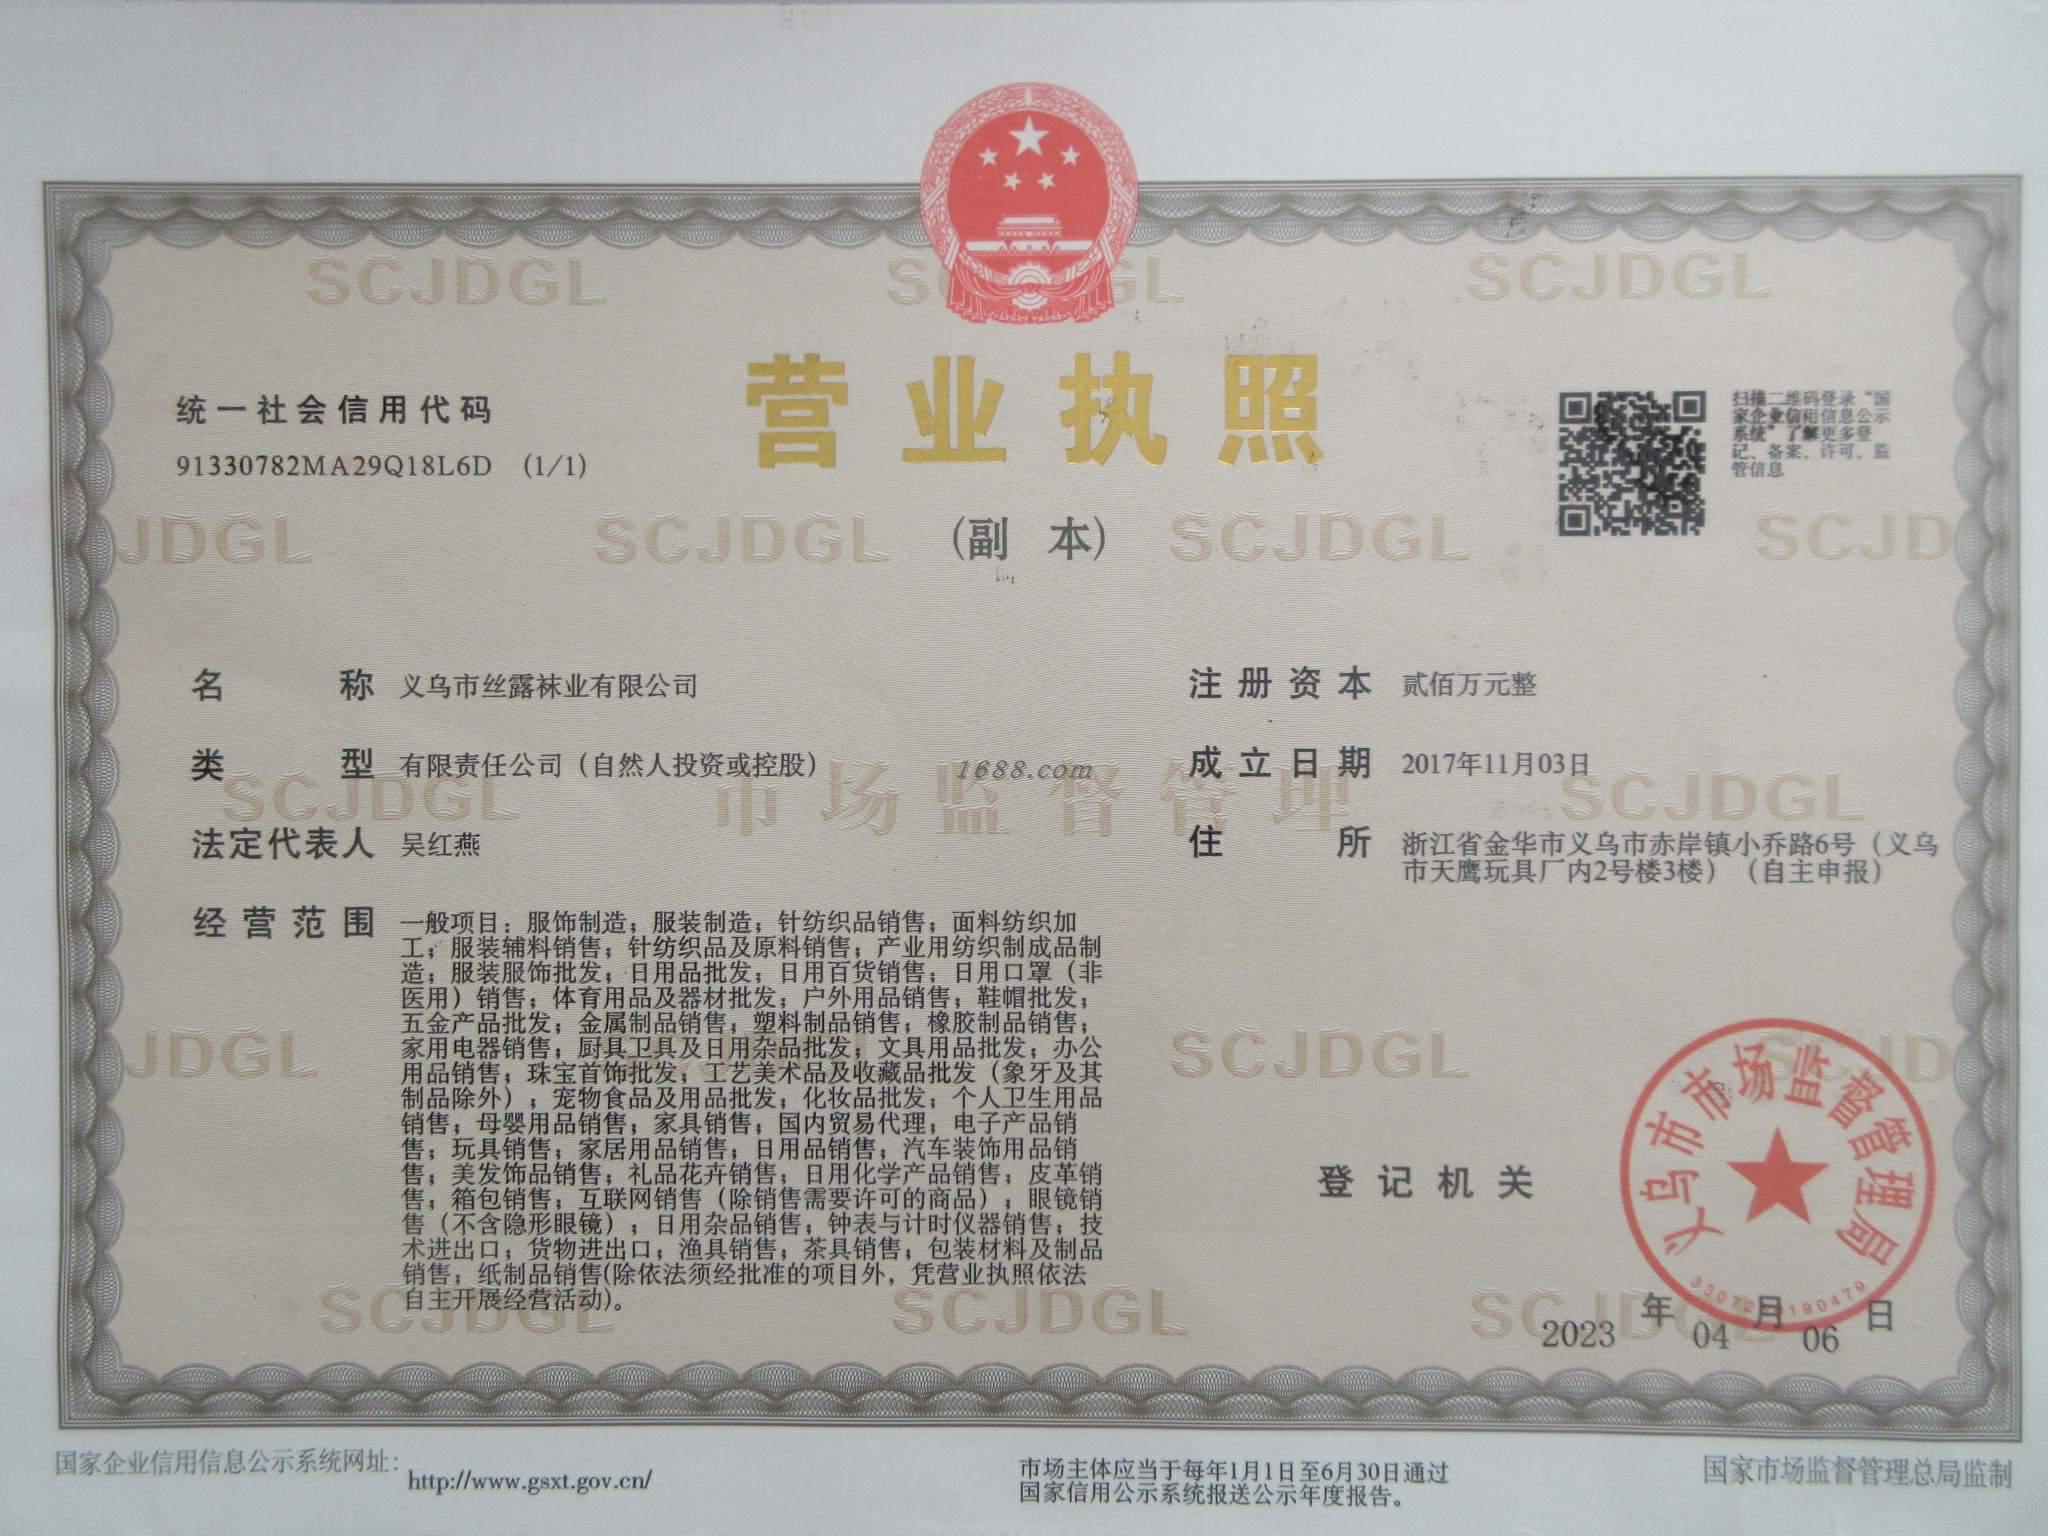 营业执照
(副 本)
统一社会信用代码
91330782MA29Q18L6D (1/1)
扫描二维码登录“国
家企业信用信息公示
系统”了解更多登
记、备案、许可、监
管信息
名 称 义乌市丝露袜业有限公司
类 型 有限责任公司（自然人投资或控股）
法定代表人 吴红燕
经营范围 一般项目：服饰制造；服装制造；针纺织品销售；面料纺织加
工；服装辅料销售；针纺织品及原料销售；产业用纺织制成品制
造；服装服饰批发；日用品批发；日用百货销售；日用口罩（非
医用）销售；体育用品及器材批发；户外用品销售；鞋帽批发；
五金产品批发；金属制品销售；塑料制品销售；橡胶制品销售；
家用电器销售；厨具卫具及日用杂品批发；文具用品批发；办公
用品销售；珠宝首饰批发；工艺美术品及收藏品批发（象牙及其
制品除外）；宠物食品及用品批发；化妆品批发；个人卫生用品
销售；母婴用品销售；家具销售；国内贸易代理；电子产品销
售；玩具销售；家居用品销售；日用品销售；汽车装饰用品销
售；美发饰品销售；礼品花卉销售；日用化学产品销售；皮革销
售；箱包销售；互联网销售（除销售需要许可的商品）；眼镜销
售（不含隐形眼镜）；日用杂品销售；钟表与计时仪器销售；技
术进出口；货物进出口；渔具销售；茶具销售；包装材料及制品
销售；纸制品销售(除依法须经批准的项目外，凭营业执照依法
自主开展经营活动)。
注册资本 贰佰万元整
成立日期 2017年11月03日
住 所 浙江省金华市义乌市赤岸镇小乔路6号（义乌
市天鹰玩具厂内2号楼3楼）（自主申报）
1688.com
市场监督管理
SCJDGL
登记机关
义乌市市场监督管理局
2023 年 04 月 06 日
国家企业信用信息公示系统网址：http://www.gsxt.gov.cn/
市场主体应当于每年1月1日至6月30日通过
国家信用公示系统报送公示年度报告。
国家市场监督管理总局监制